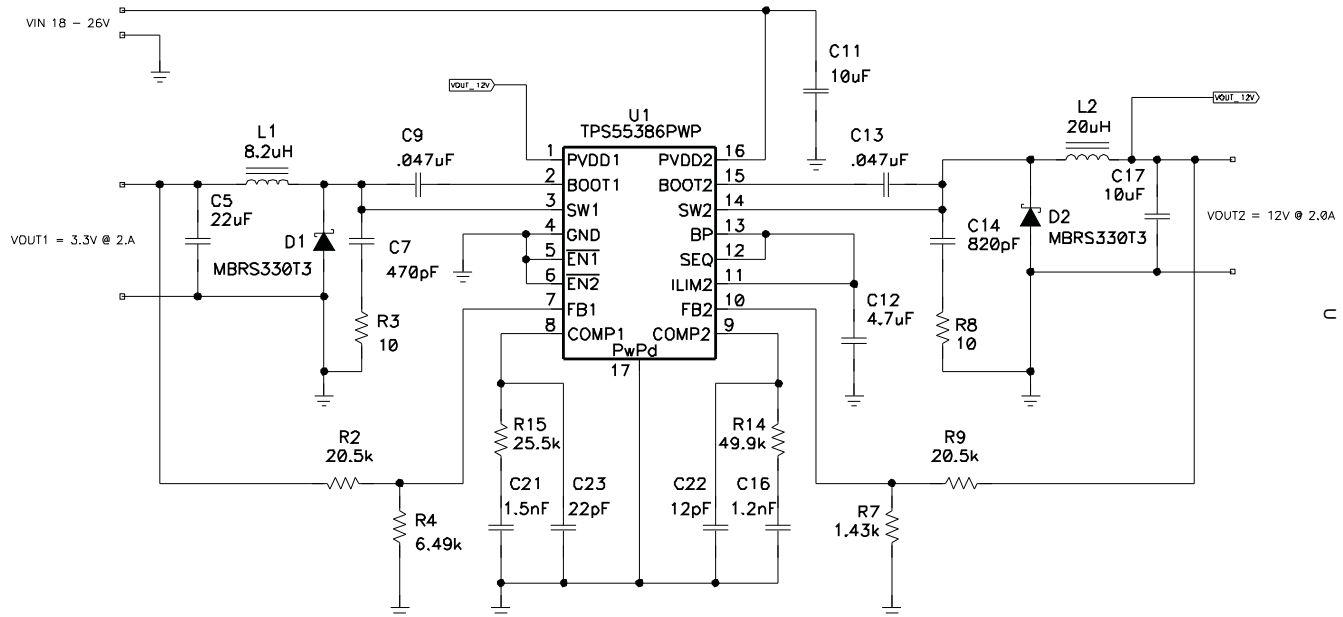 VIN 18 - 26V
C11
10uF
VOUT_12V
VOUT_12V
U1
TPS55386PWP
L1
8.2uH
C9
.047uF
C13
.047uF
L2
20uH
1 PVDD1 PVDD2 16
2 BOOT1 BOOT2 15
3 SW1 SW2 14
4 GND BP 13
5 EN1 SEQ 12
6 EN2 ILIM2 11
7 FB1 FB2 10
8 COMP1 COMP2 9
PwPd
17
C5
22uF
C17
10uF
VOUT1 = 3.3V @ 2.A
D1
MBRS330T3
C7
470pF
C14
820pF
D2
MBRS330T3
VOUT2 = 12V @ 2.0A
C12
4.7uF
R3
10
R8
10
U
R15
25.5k
R14
49.9k
R2
20.5k
R9
20.5k
C21
1.5nF
C23
22pF
C22
12pF
C16
1.2nF
R4
6.49k
R7
1.43k